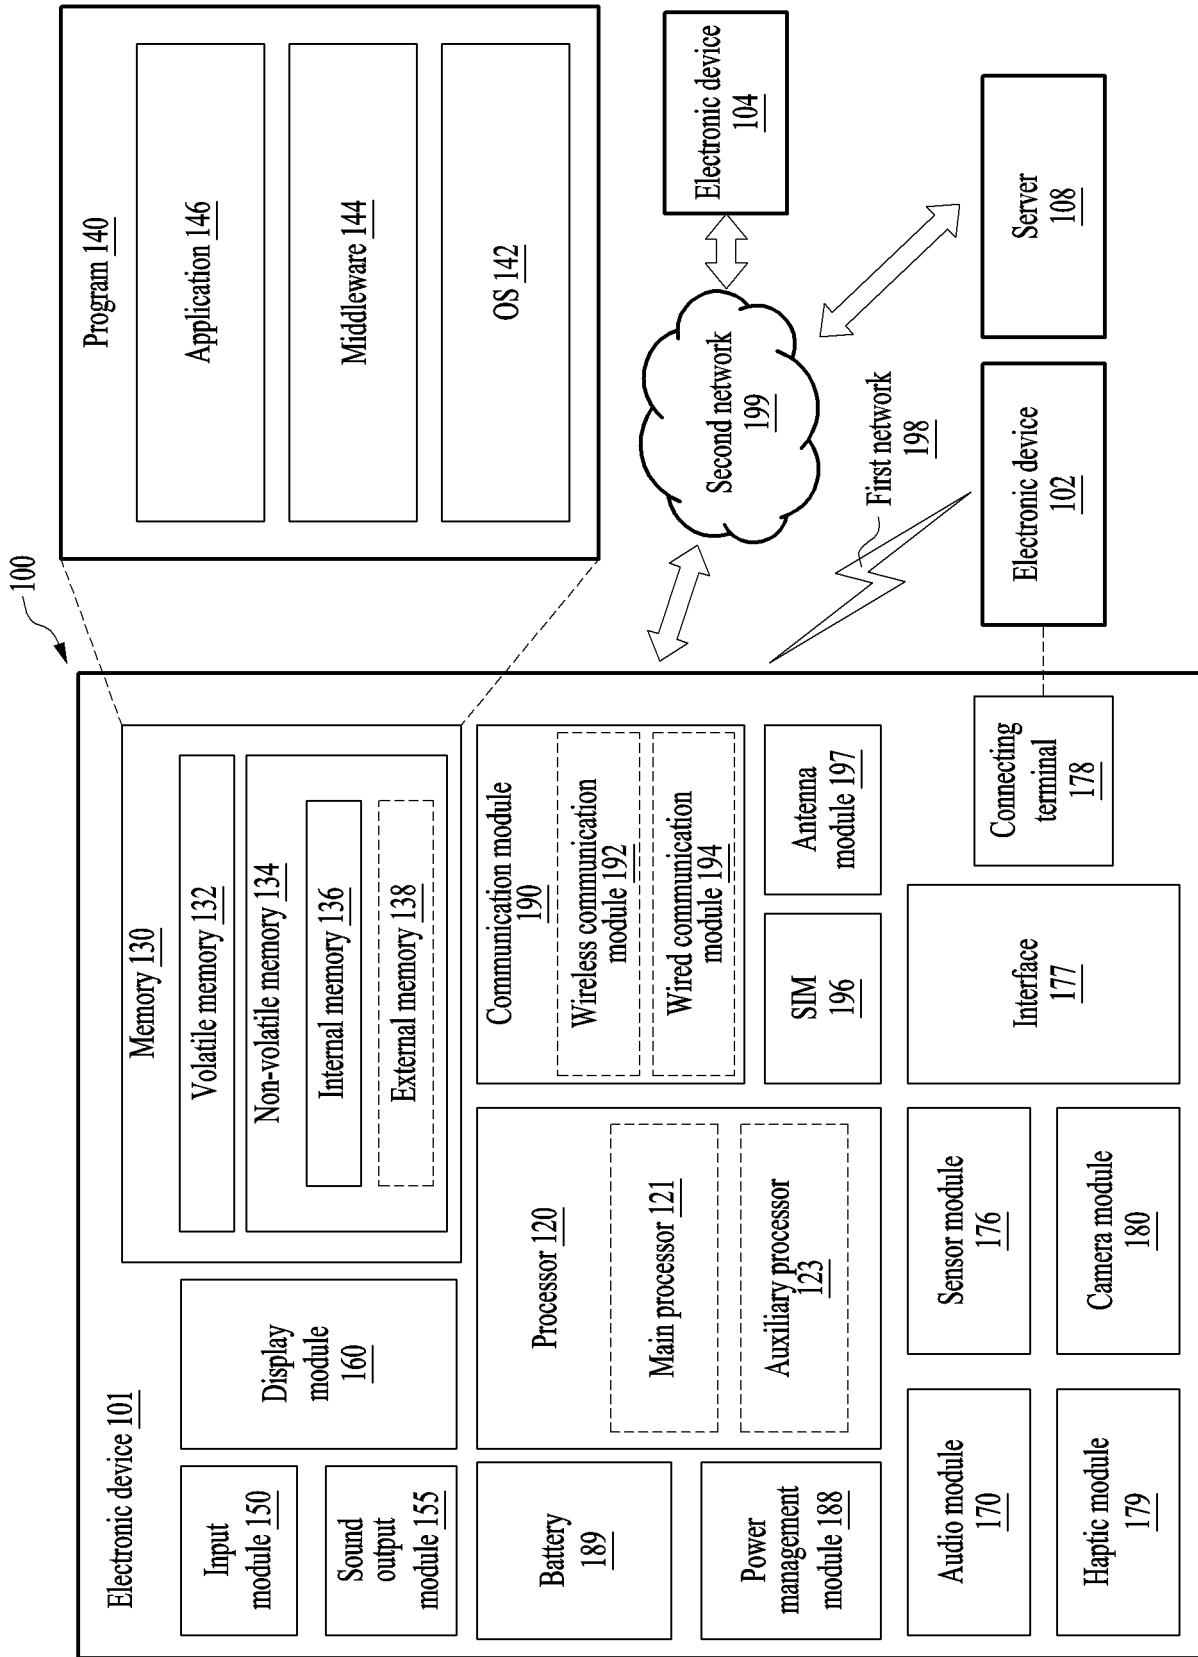 100
Electronic device 101
Input
module 150
Sound
output
module 155
Display
module
160
Memory 130
Volatile memory 132
Non-volatile memory 134
Internal memory 136
External memory 138
Program 140
Application 146
Middleware 144
OS 142
Battery
189
Power
management
module 188
Processor 120
Main processor 121
Auxiliary processor
123
Communication module
190
Wireless communication
module 192
Wired communication
module 194
SIM
196
Antenna
module 197
Second network
199
Electronic device
104
First network
198
Audio module
170
Sensor module
176
Interface
177
Connecting
terminal
178
Haptic module
179
Camera module
180
Electronic device
102
Server
108